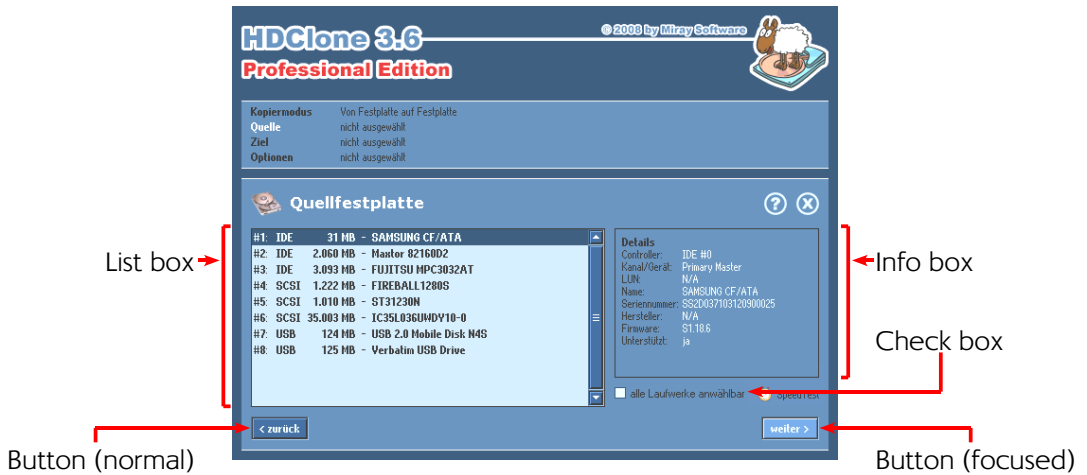 HDClone 3.6
© 2008 by Miray Software
Professional Edition
Kopiermodus Von Festplatte auf Festplatte
Quelle nicht ausgewählt
Ziel nicht ausgewählt
Optionen nicht ausgewählt
Quellfestplatte
? X
List box
#1: IDE 31 MB - SAMSUNG CF/ATA
#2: IDE 2.060 MB - Maxtor 82160D2
#3: IDE 3.093 MB - FUJITSU MPC3032AT
#4: SCSI 1.222 MB - FIREBALL1280S
#5: SCSI 1.010 MB - ST31230N
#6: SCSI 35.003 MB - IC35L036UWDY10-0
#7: USB 124 MB - USB 2.0 Mobile Disk N4S
#8: USB 125 MB - Verbatim USB Drive
Details
Controller: IDE #0
Kanal/Gerät: Primary Master
LUN: N/A
Name: SAMSUNG CF/ATA
Seriennummer: SS2D037103120900025
Hersteller: N/A
Firmware: S1.18.6
Unterstützt: ja
Info box
Check box
alle Laufwerke anwählbar SpeedTest
< zurück
weiter >
Button (normal)
Button (focused)